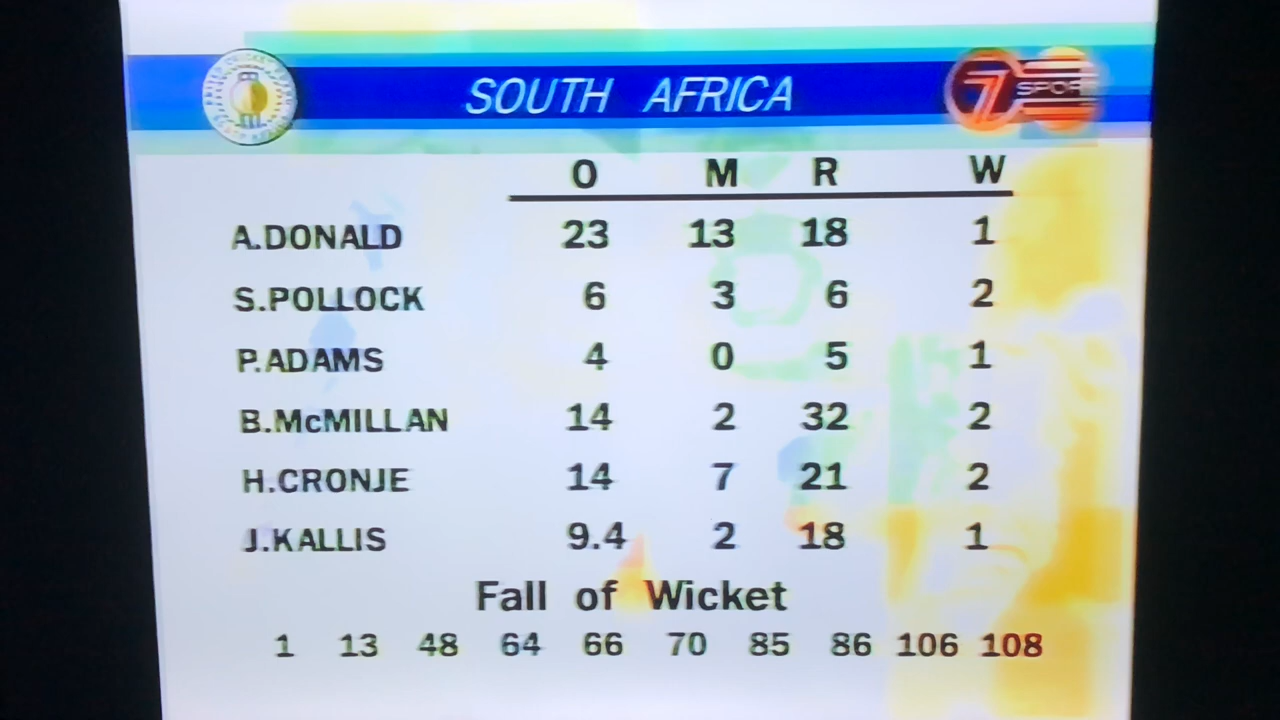 SOUTH AFRICA
7 SPORT
O M R W
A.DONALD 23 13 18 1
S.POLLOCK 6 3 6 2
P.ADAMS 4 0 5 1
B.McMILLAN 14 2 32 2
H.CRONJE 14 7 21 2
J.KALLIS 9.4 2 18 1
Fall of Wicket
1 13 48 64 66 70 85 86 106 108